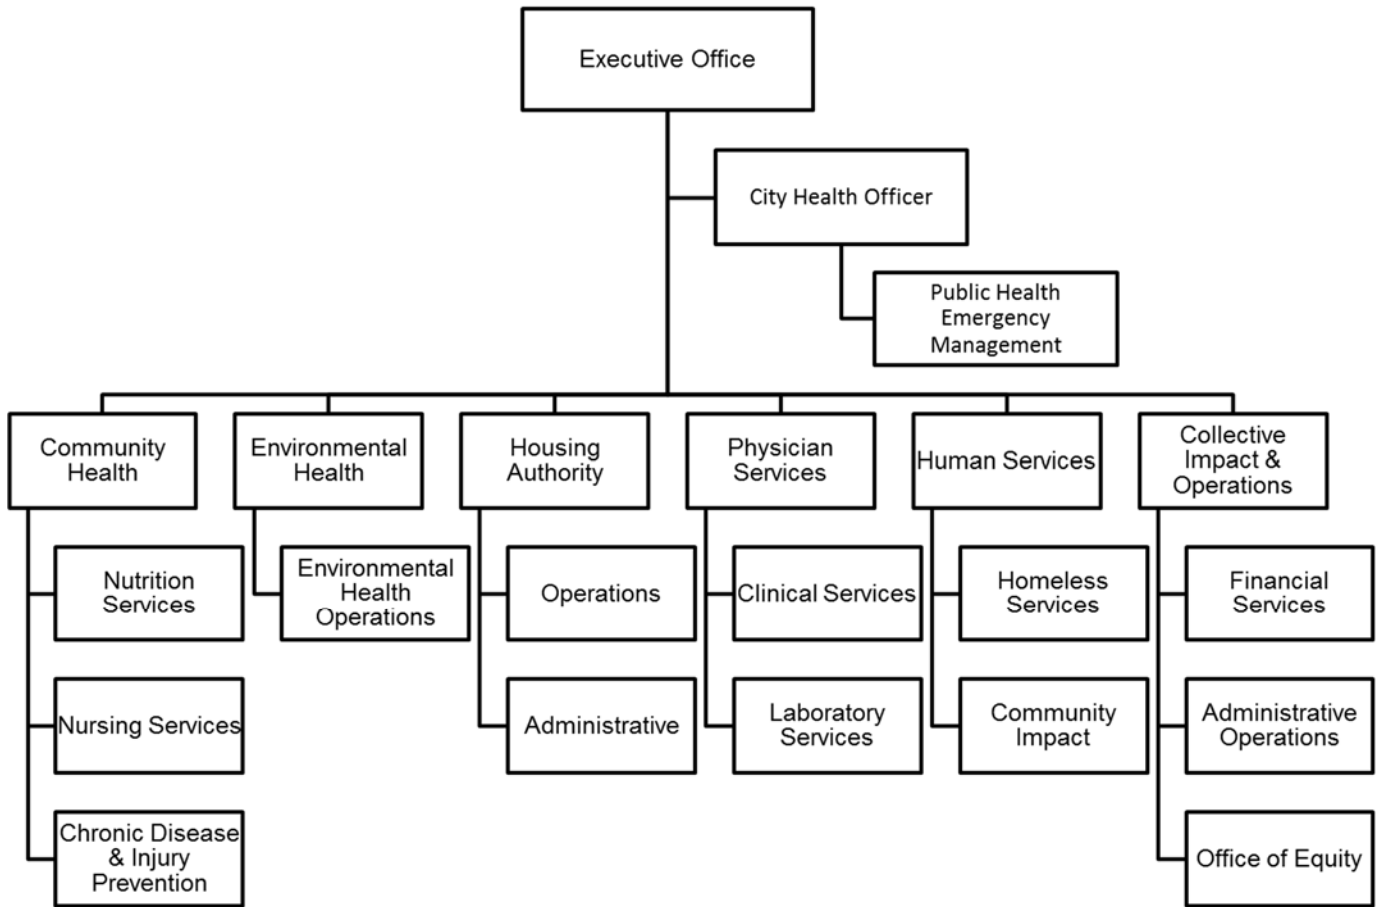 Executive Office
City Health Officer
Public Health
Emergency
Management
Community
Health
Environmental
Health
Housing
Authority
Physician
Services
Human Services
Collective
Impact &
Operations
Nutrition
Services
Environmental
Health
Operations
Operations
Clinical Services
Homeless
Services
Financial
Services
Nursing Services
Administrative
Laboratory
Services
Community
Impact
Administrative
Operations
Chronic Disease
& Injury
Prevention
Office of Equity